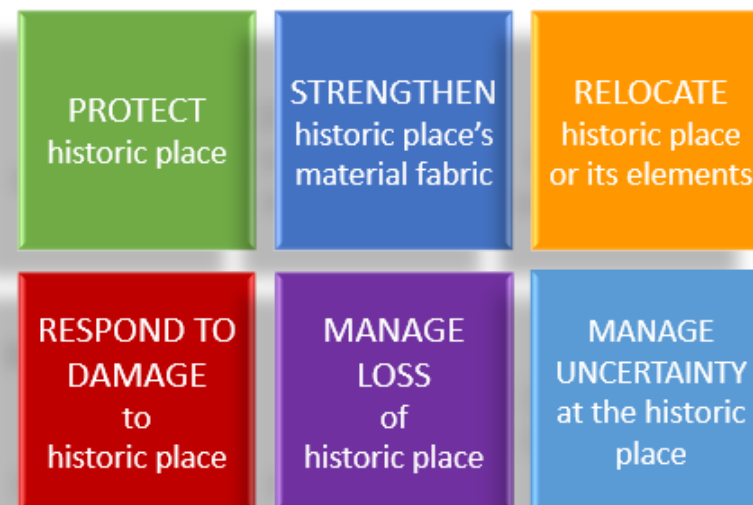 PROTECT
historic place
STRENGTHEN
historic place's
material fabric
RELOCATE
historic place
or its elements
RESPOND TO
DAMAGE
to
historic place
MANAGE
LOSS
of
historic place
MANAGE
UNCERTAINTY
at the historic
place